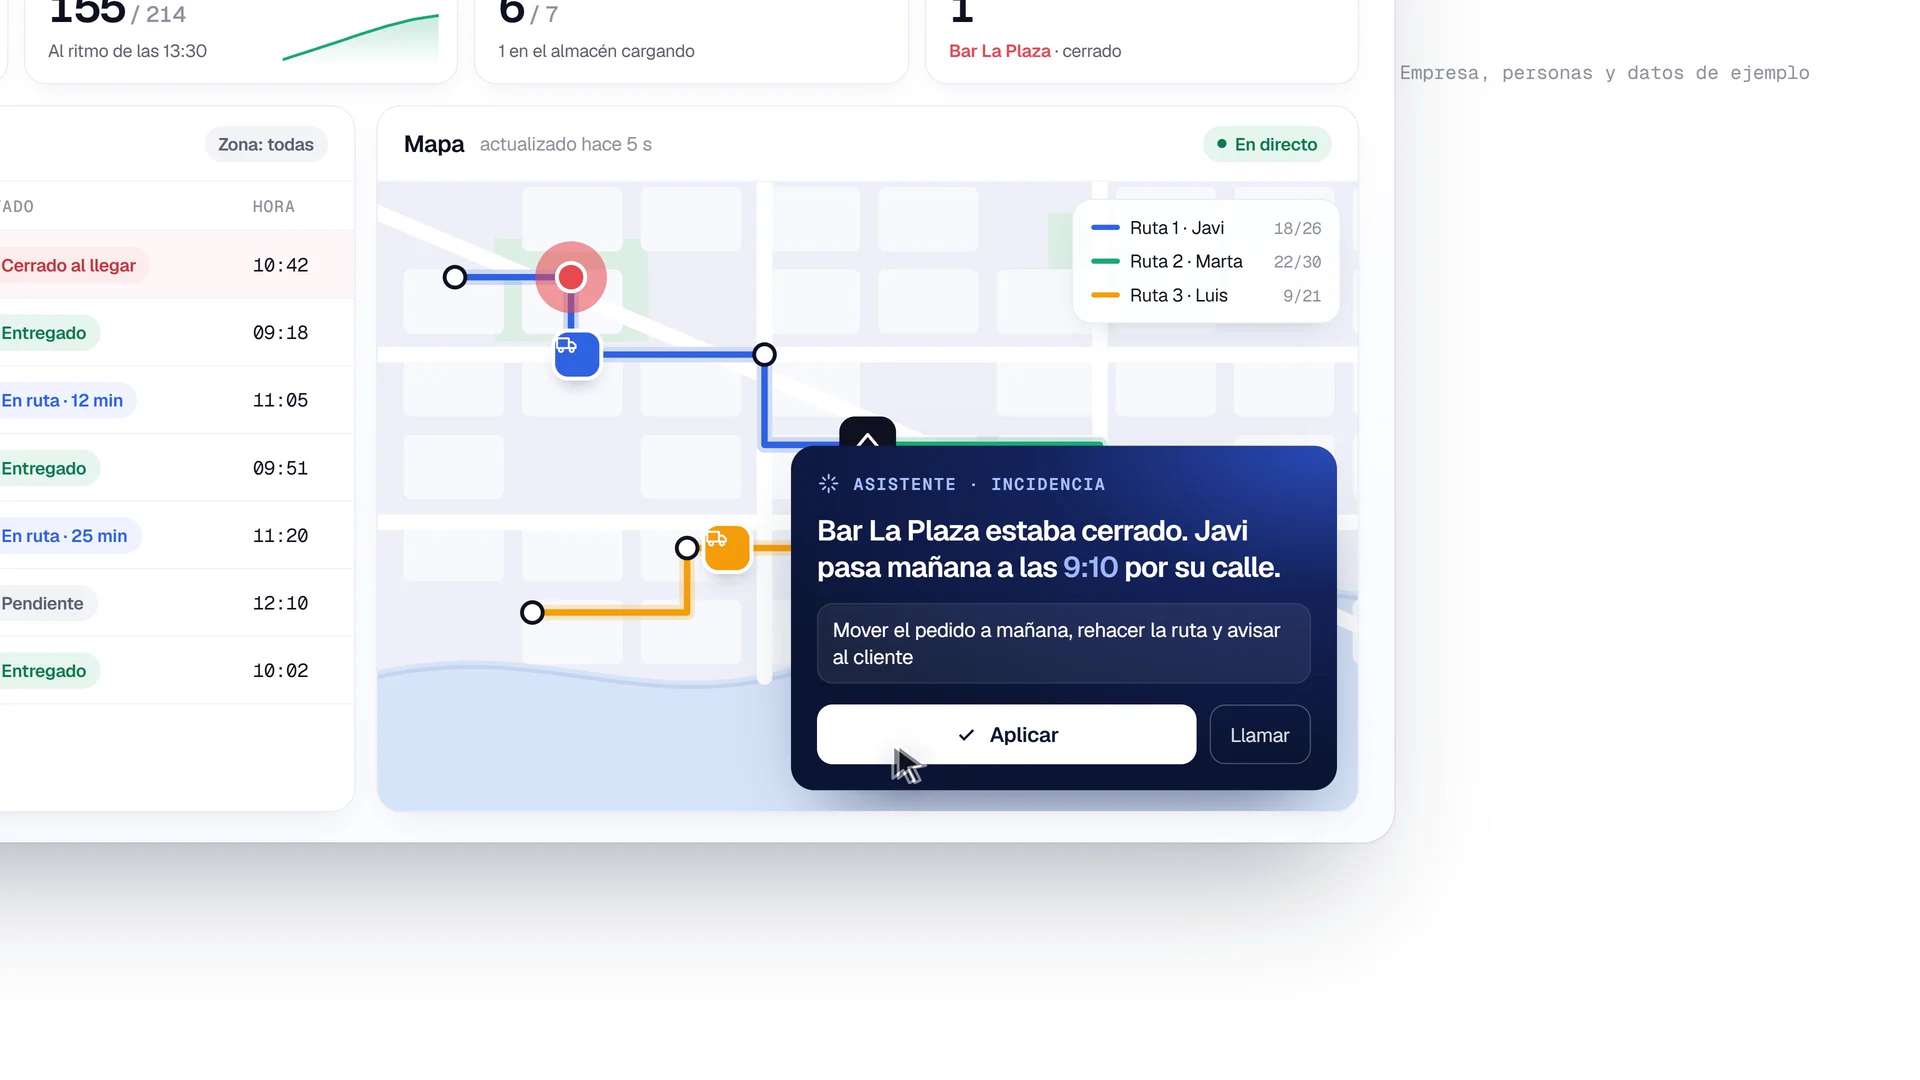 155 / 214
Al ritmo de las 13:30
6 / 7
1 en el almacén cargando
1
Bar La Plaza · cerrado
Empresa, personas y datos de ejemplo
Zona: todas
HORA
Cerrado al llegar 10:42
Entregado 09:18
En ruta · 12 min 11:05
Entregado 09:51
En ruta · 25 min 11:20
Pendiente 12:10
Entregado 10:02
Mapa actualizado hace 5 s
En directo
Ruta 1 · Javi 18/26
Ruta 2 · Marta 22/30
Ruta 3 · Luis 9/21
ASISTENTE · INCIDENCIA
Bar La Plaza estaba cerrado. Javi
pasa mañana a las 9:10 por su calle.
Mover el pedido a mañana, rehacer la ruta y avisar
al cliente
Aplicar
Llamar